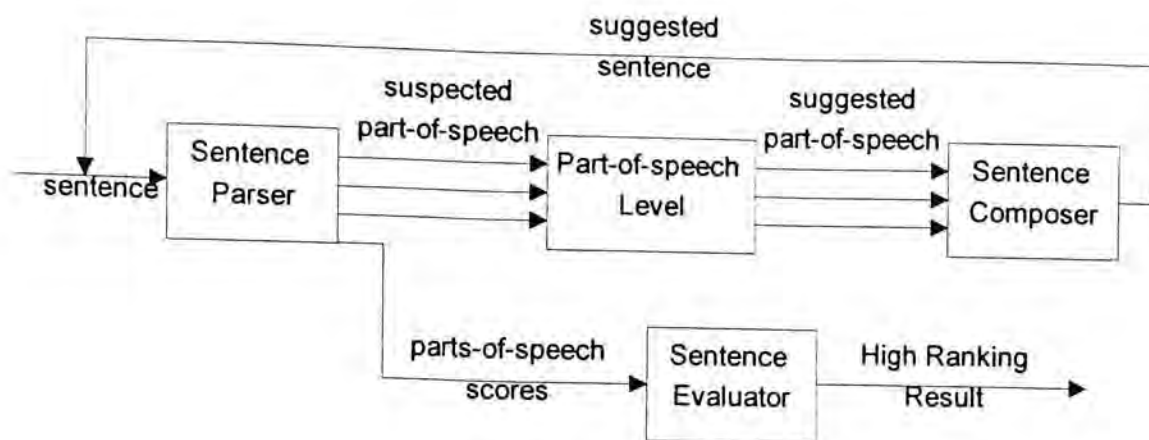 suggested
sentence
suspected
part-of-speech
suggested
part-of-speech
sentence
Sentence
Parser
Part-of-speech
Level
Sentence
Composer
parts-of-speech
scores
Sentence
Evaluator
High Ranking
Result